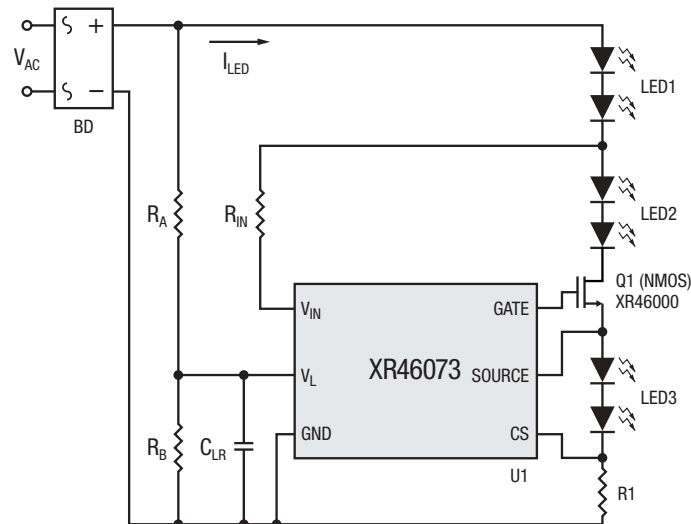 V_AC
+
−
BD
I_LED
LED1
R_A
R_IN
LED2
Q1 (NMOS)
XR46000
V_IN
GATE
V_L
XR46073
SOURCE
LED3
GND
CS
R_B
C_LR
U1
R1